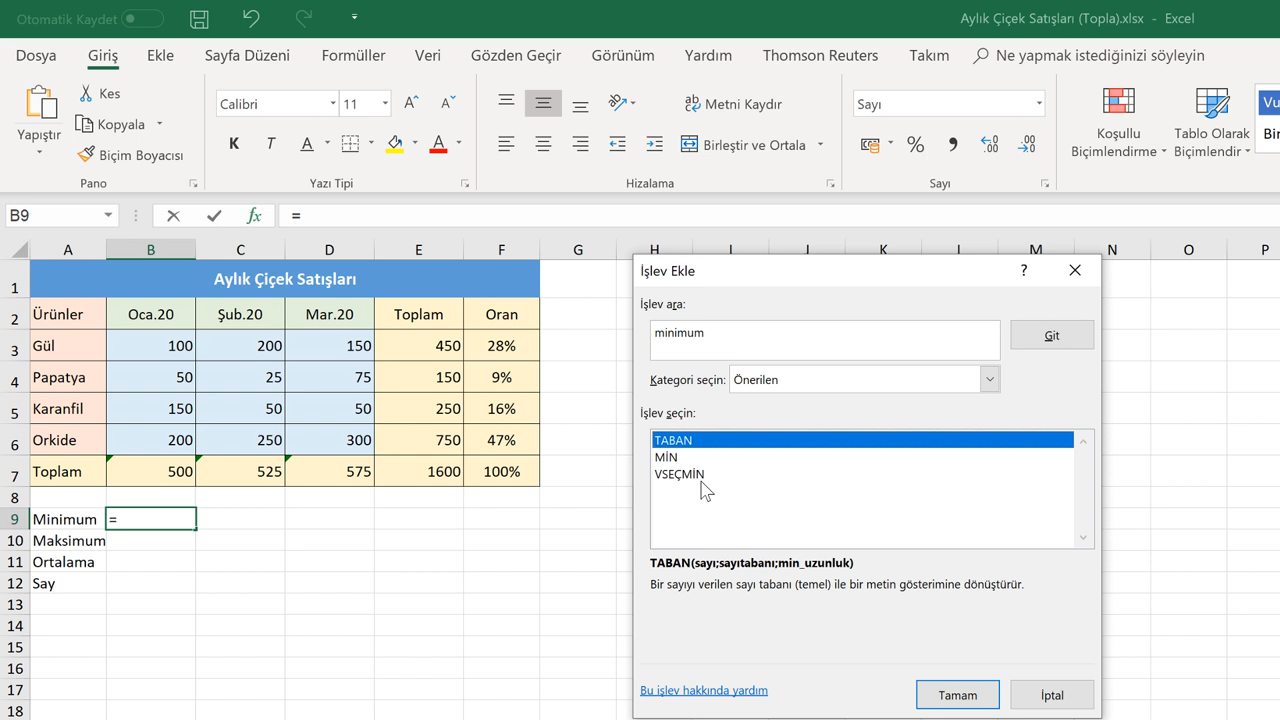 Otomatik Kaydet
Aylık Çiçek Satışları (Topla).xlsx - Excel
Dosya Giriş Ekle Sayfa Düzeni Formüller Veri Gözden Geçir Görünüm Yardım Thomson Reuters Takım Ne yapmak istediğinizi söyleyin
Yapıştır
Kes
Kopyala
Biçim Boyacısı
Pano
Calibri 11
K T A
Yazı Tipi
Metni Kaydır
Birleştir ve Ortala
Hizalama
Sayı
Sayı
Koşullu
Biçimlendirme
Tablo Olarak
Biçimlendir
B9 fx =
A B C D E F G H I J K L M N O P
1 Aylık Çiçek Satışları
2 Ürünler Oca.20 Şub.20 Mar.20 Toplam Oran
3 Gül 100 200 150 450 28%
4 Papatya 50 25 75 150 9%
5 Karanfil 150 50 50 250 16%
6 Orkide 200 250 300 750 47%
7 Toplam 500 525 575 1600 100%
8
9 Minimum =
10 Maksimum
11 Ortalama
12 Say
13
14
15
16
17
18
İşlev Ekle ?
İşlev ara:
minimum
Git
Kategori seçin: Önerilen
İşlev seçin:
TABAN
MİN
VSEÇMİN
TABAN(sayı;sayıtabanı;min_uzunluk)
Bir sayıyı verilen sayı tabanı (temel) ile bir metin gösterimine dönüştürür.
Bu işlev hakkında yardım
Tamam İptal